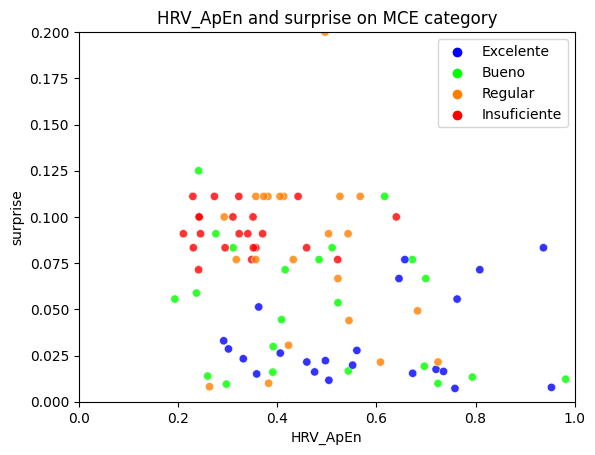 HRV_ApEn and surprise on MCE category
0.200
0.175
0.150
0.125
0.100
0.075
0.050
0.025
0.000
surprise
Excelente
Bueno
Regular
Insuficiente
0.0 0.2 0.4 0.6 0.8 1.0
HRV_ApEn